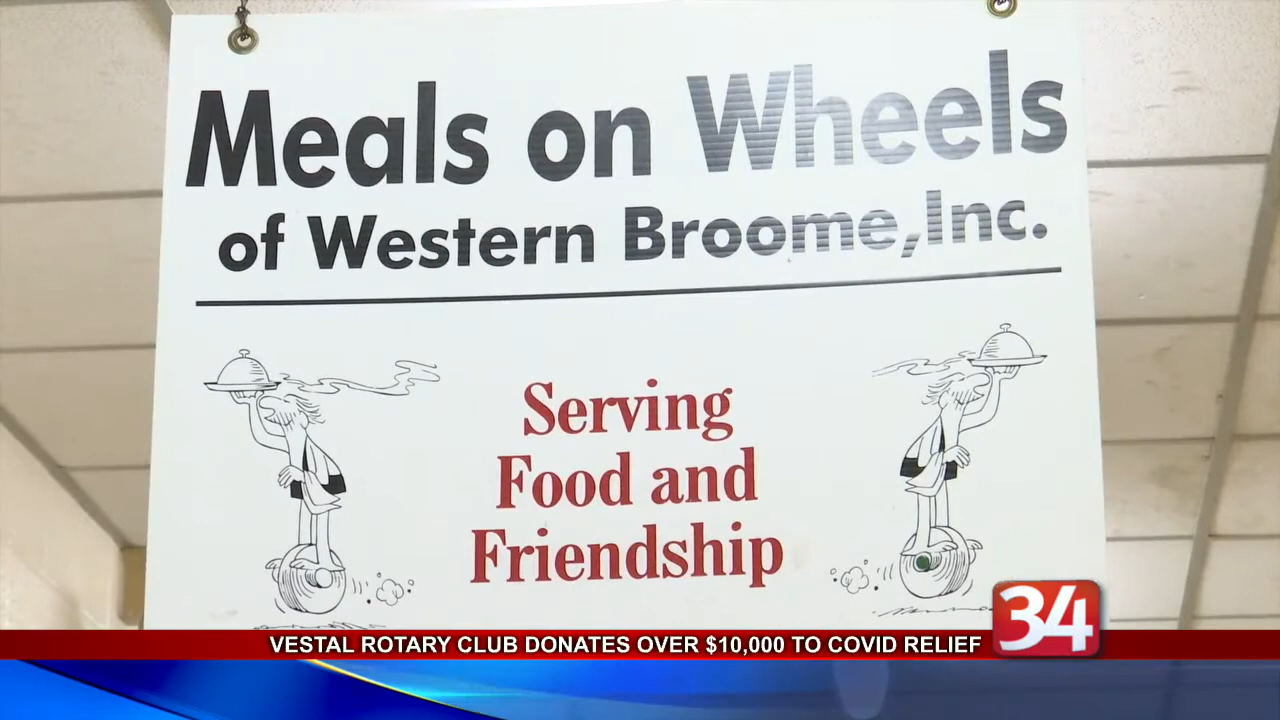 Meals on Wheels
of Western Broome, Inc.
Serving
Food and
Friendship
VESTAL ROTARY CLUB DONATES OVER $10,000 TO COVID RELIEF
34